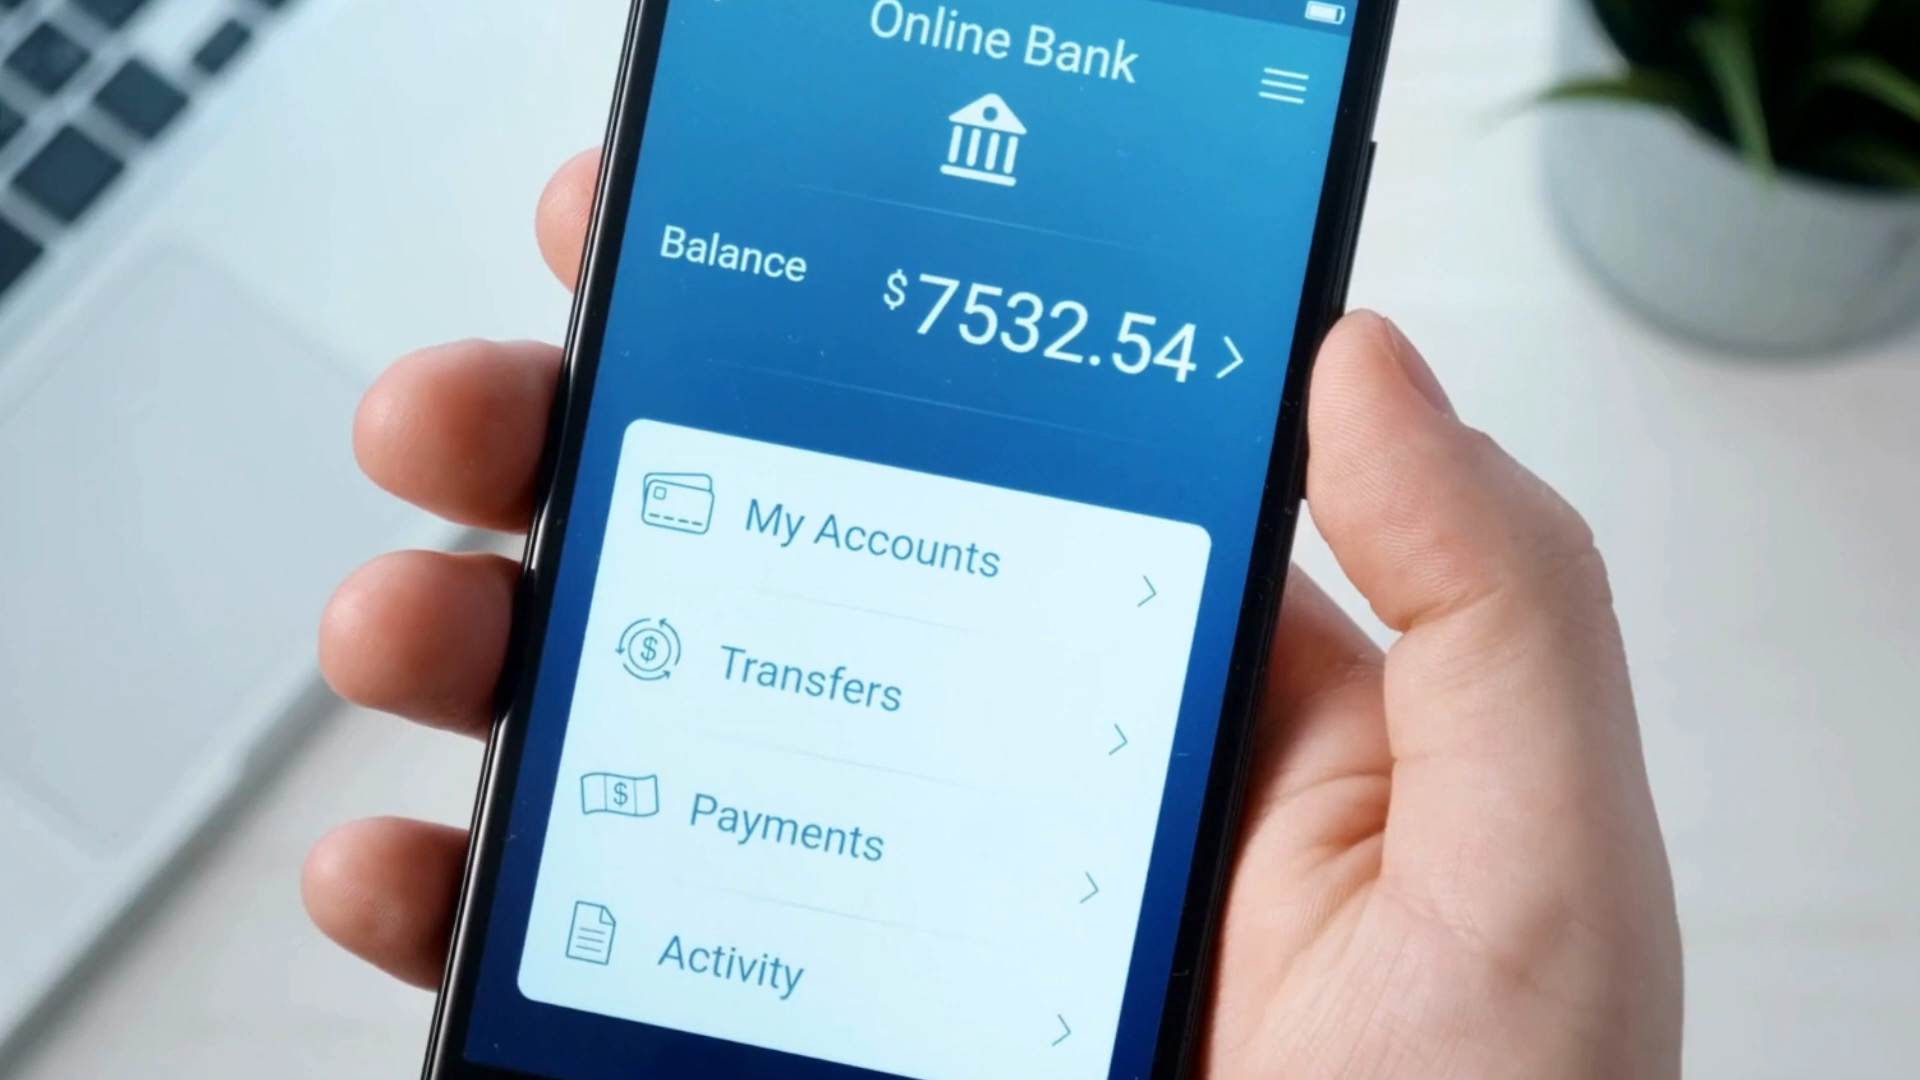 Online Bank
Balance
$7532.54
My Accounts
Transfers
$
Payments
$
Activity